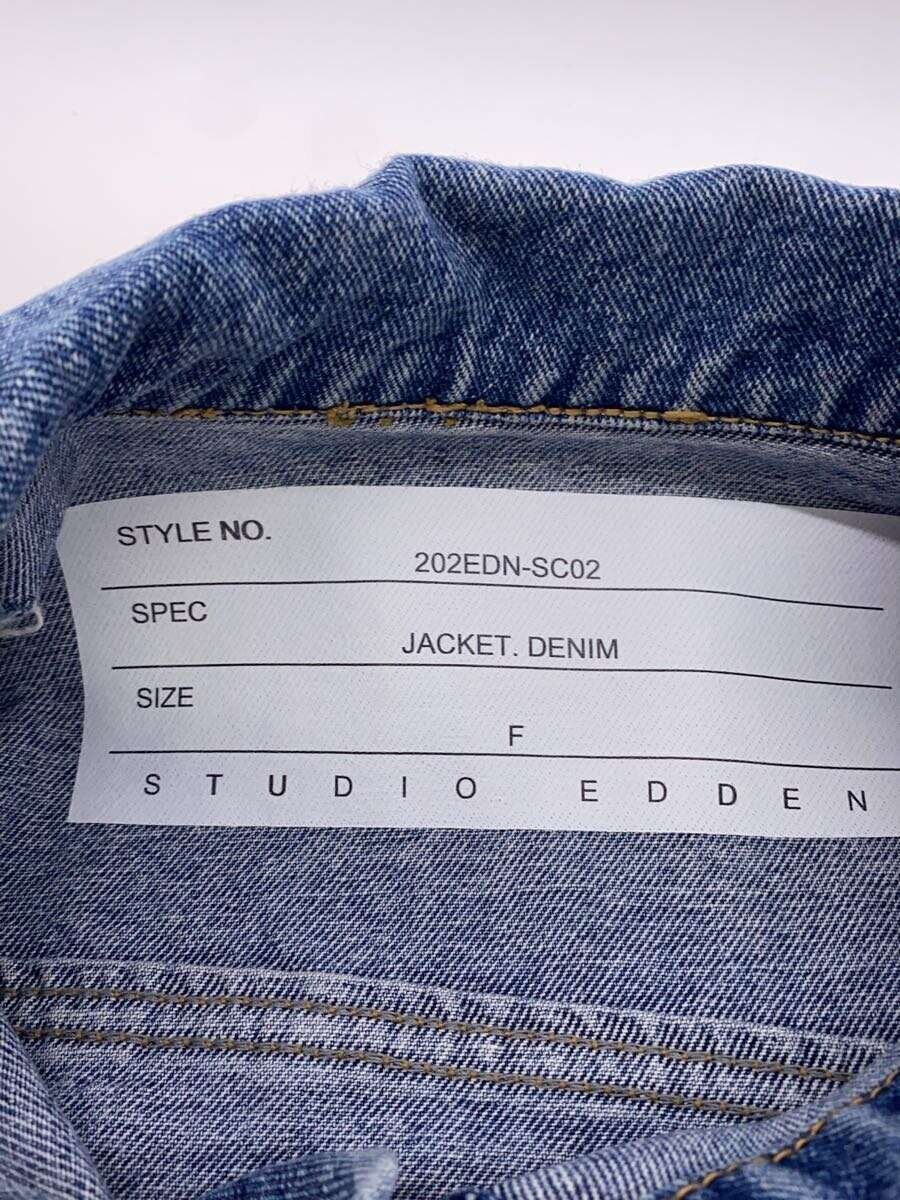 STYLE NO.
202EDN-SC02
SPEC
JACKET. DENIM
SIZE
F
STUDIO EDDEN